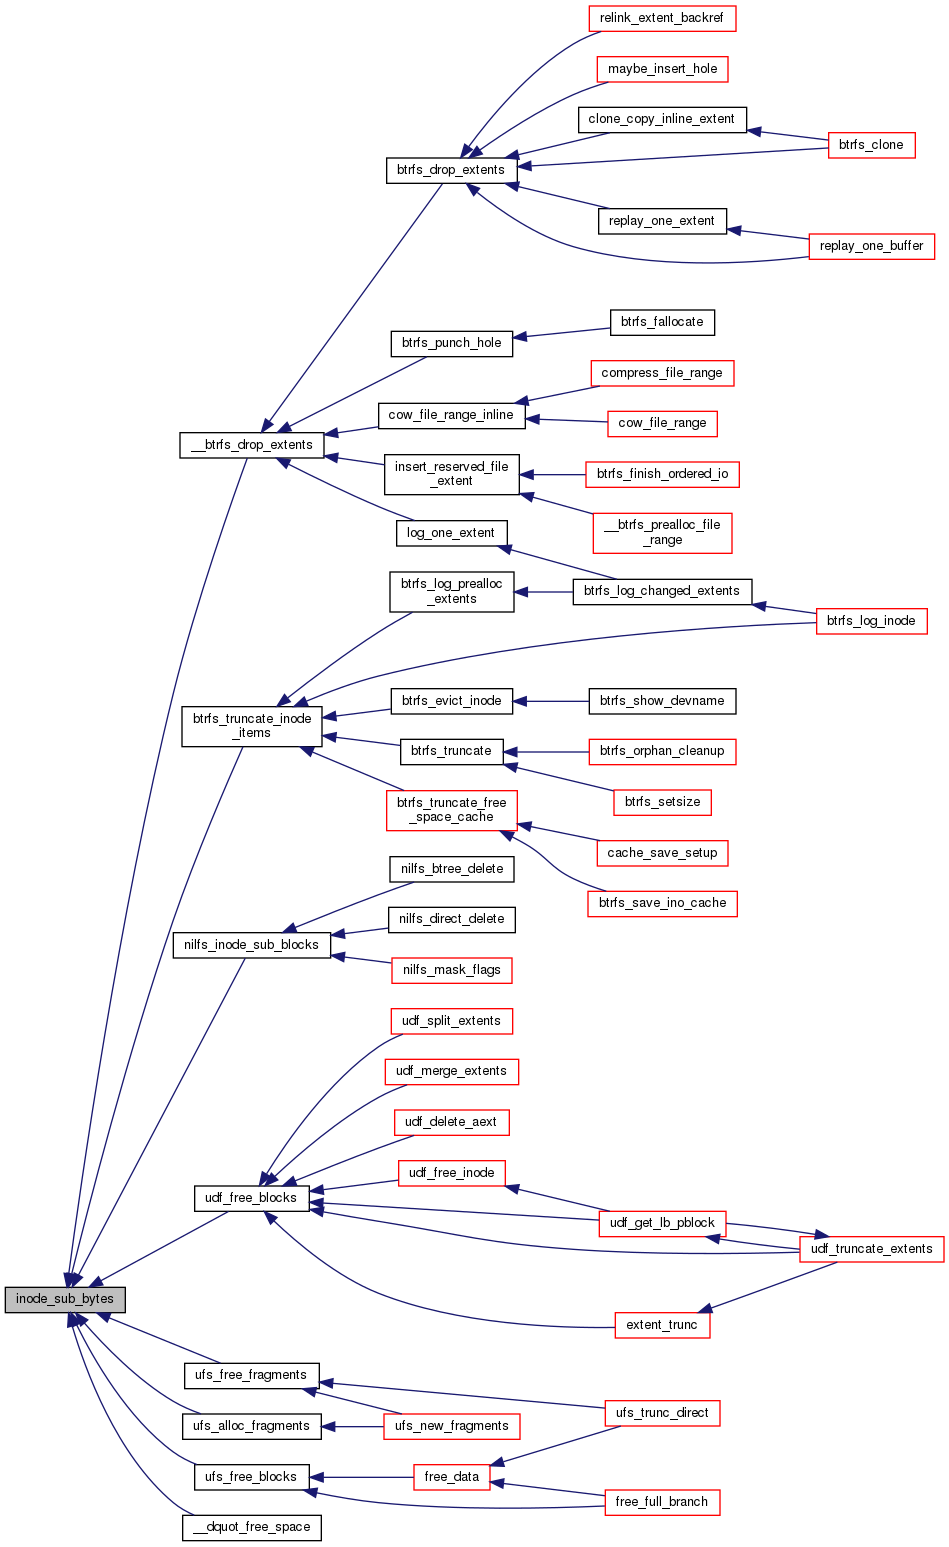 relink_extent_backref
maybe_insert_hole
clone_copy_inline_extent
btrfs_clone
btrfs_drop_extents
replay_one_extent
replay_one_buffer
btrfs_fallocate
btrfs_punch_hole
compress_file_range
cow_file_range_inline
cow_file_range
__btrfs_drop_extents
insert_reserved_file
_extent
btrfs_finish_ordered_io
__btrfs_prealloc_file
_range
log_one_extent
btrfs_log_prealloc
_extents
btrfs_log_changed_extents
btrfs_log_inode
btrfs_truncate_inode
_items
btrfs_evict_inode
btrfs_show_devname
btrfs_truncate
btrfs_orphan_cleanup
btrfs_setsize
btrfs_truncate_free
_space_cache
cache_save_setup
btrfs_save_ino_cache
nilfs_btree_delete
nilfs_direct_delete
nilfs_inode_sub_blocks
nilfs_mask_flags
udf_split_extents
udf_merge_extents
udf_delete_aext
udf_free_inode
udf_free_blocks
udf_get_lb_pblock
udf_truncate_extents
inode_sub_bytes
extent_trunc
ufs_free_fragments
ufs_trunc_direct
ufs_alloc_fragments
ufs_new_fragments
ufs_free_blocks
free_data
free_full_branch
__dquot_free_space